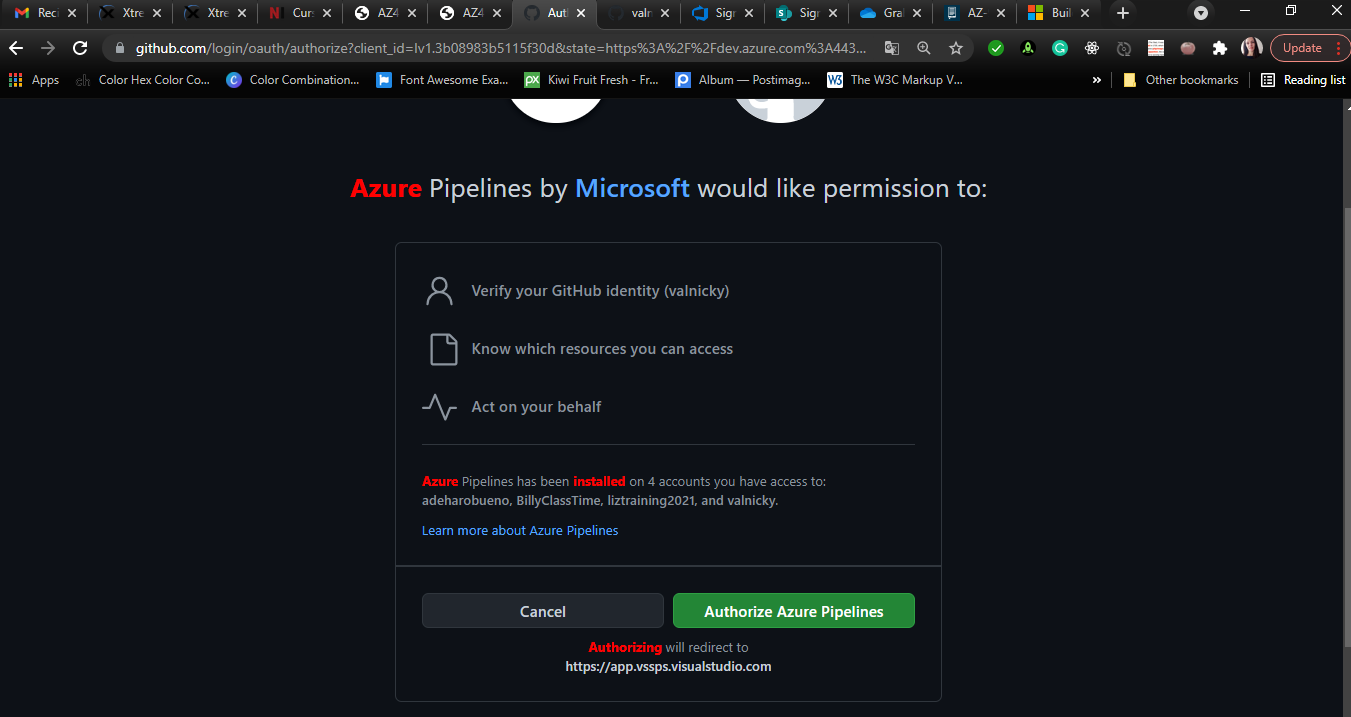 Reci
Xtre
Xtre
Curs
AZ4
AZ4
Auth
valn
Sign
Sign
Gral
AZ-
Buil
github.com/login/oauth/authorize?client_id=Iv1.3b08983b5115f30d&state=https%3A%2F%2Fdev.azure.com%3A443...
Update
Apps
Color Hex Color Co...
Color Combination...
Font Awesome Exa...
Kiwi Fruit Fresh - Fr...
Album — Postimag...
The W3C Markup V...
»
Other bookmarks
Reading list
Azure Pipelines by Microsoft would like permission to:
Verify your GitHub identity (valnicky)
Know which resources you can access
Act on your behalf
Azure Pipelines has been installed on 4 accounts you have access to:
adeharobueno, BillyClassTime, liztraining2021, and valnicky.
Learn more about Azure Pipelines
Cancel
Authorize Azure Pipelines
Authorizing will redirect to
https://app.vssps.visualstudio.com